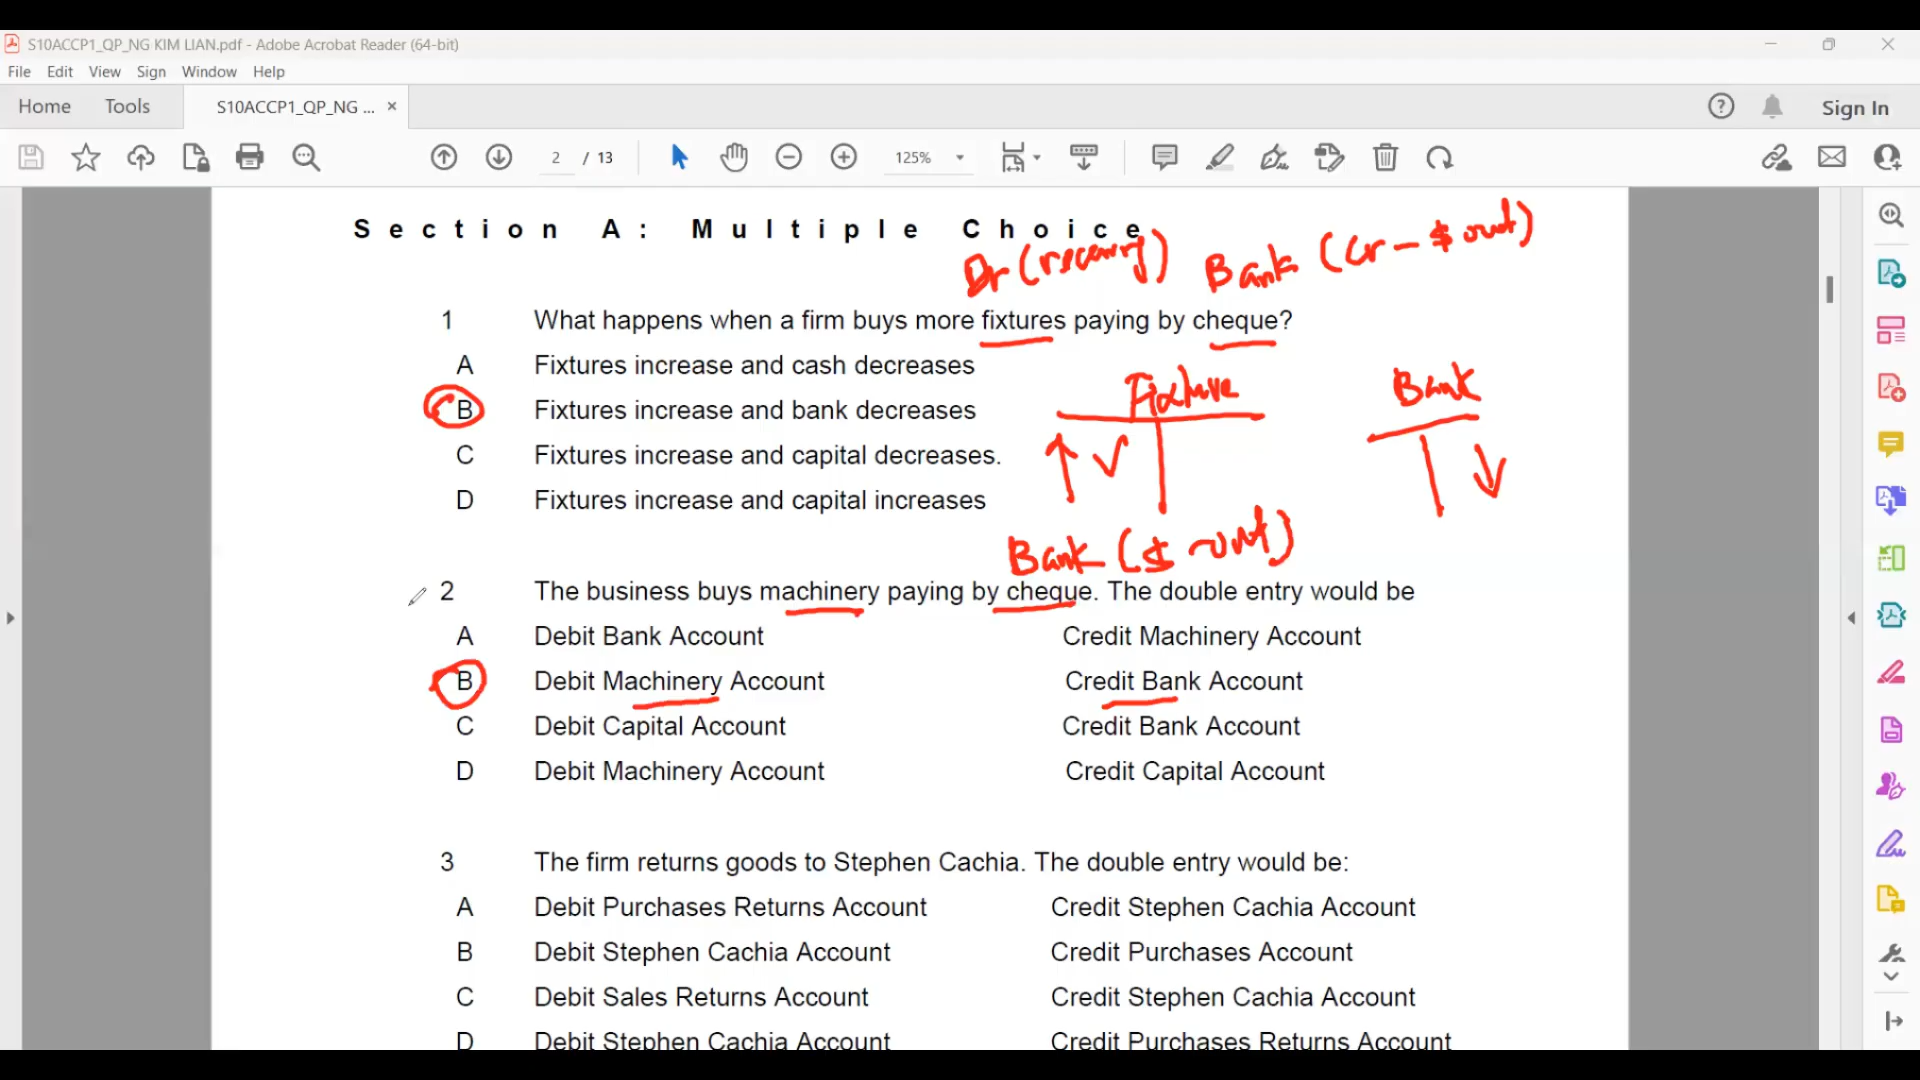 S10ACCP1_QP_NG KIM LIAN.pdf - Adobe Acrobat Reader (64-bit)
File Edit View Sign Window Help
Home Tools S10ACCP1_QP_NG ... × Sign In
2 / 13 125%
Section A: Multiple Choice
Dr ( Bank (Cr - $ out)
1 What happens when a firm buys more fixtures paying by cheque?
A Fixtures increase and cash decreases
B Fixtures increase and bank decreases
C Fixtures increase and capital decreases.
D Fixtures increase and capital increases
Fixture Bank
Bank ($ - out)
2 The business buys machinery paying by cheque. The double entry would be
A Debit Bank Account Credit Machinery Account
B Debit Machinery Account Credit Bank Account
C Debit Capital Account Credit Bank Account
D Debit Machinery Account Credit Capital Account
3 The firm returns goods to Stephen Cachia. The double entry would be:
A Debit Purchases Returns Account Credit Stephen Cachia Account
B Debit Stephen Cachia Account Credit Purchases Account
C Debit Sales Returns Account Credit Stephen Cachia Account
D Debit Stephen Cachia Account Credit Purchases Returns Account